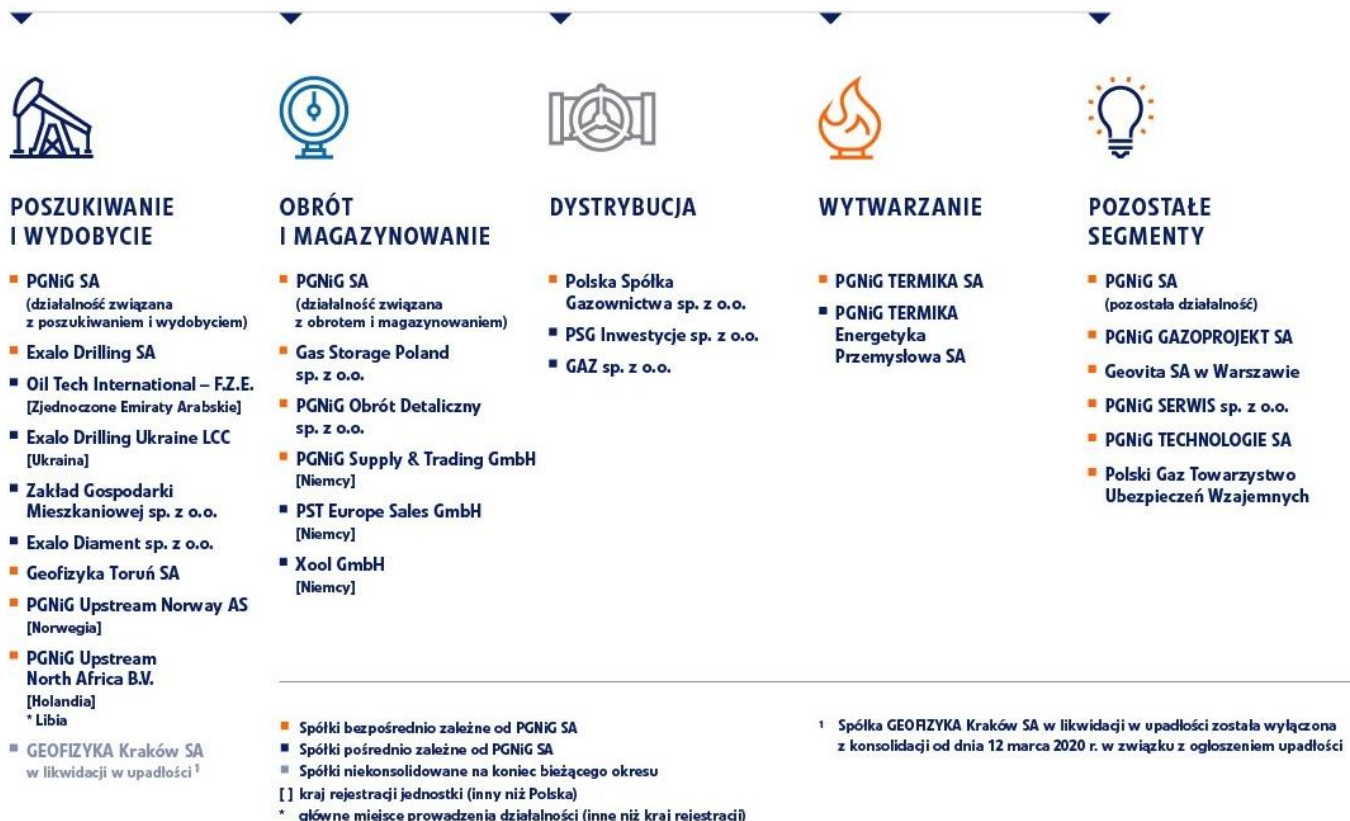 POSZUKIWANIE
I WYDOBYCIE
PGNiG SA
(działalność związana
z poszukiwaniem i wydobyciem)
Exalo Drilling SA
Oil Tech International – F.Z.E.
[Zjednoczone Emiraty Arabskie]
Exalo Drilling Ukraine LCC
[Ukraina]
Zakład Gospodarki
Mieszkaniowej sp. z o.o.
Exalo Diament sp. z o.o.
Geofizyka Toruń SA
PGNiG Upstream Norway AS
[Norwegia]
PGNiG Upstream
North Africa B.V.
[Holandia]
* Libia
GEOFIZYKA Kraków SA
w likwidacji w upadłości ¹
OBRÓT
I MAGAZYNOWANIE
PGNiG SA
(działalność związana
z obrotem i magazynowaniem)
Gas Storage Poland
sp. z o.o.
PGNiG Obrót Detaliczny
sp. z o.o.
PGNiG Supply & Trading GmbH
[Niemcy]
PST Europe Sales GmbH
[Niemcy]
Xool GmbH
[Niemcy]
DYSTRYBUCJA
Polska Spółka
Gazownictwa sp. z o.o.
PSG Inwestycje sp. z o.o.
GAZ sp. z o.o.
WYTWARZANIE
PGNiG TERMIKA SA
PGNiG TERMIKA
Energetyka
Przemysłowa SA
POZOSTAŁE
SEGMENTY
PGNiG SA
(pozostała działalność)
PGNiG GAZOPROJEKT SA
Geovita SA w Warszawie
PGNiG SERWIS sp. z o.o.
PGNiG TECHNOLOGIE SA
Polski Gaz Towarzystwo
Ubezpieczeń Wzajemnych
Spółki bezpośrednio zależne od PGNiG SA
Spółki pośrednio zależne od PGNiG SA
Spółki niekonsolidowane na koniec bieżącego okresu
[ ] kraj rejestracji jednostki (inny niż Polska)
* główne miejsce prowadzenia działalności (inne niż kraj rejestracji)
¹ Spółka GEOFIZYKA Kraków SA w likwidacji w upadłości została wyłączona
z konsolidacji od dnia 12 marca 2020 r. w związku z ogłoszeniem upadłości